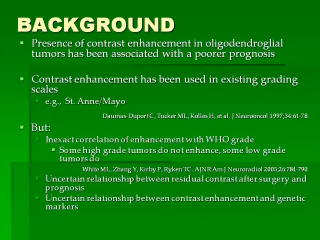 BACKGROUND
Presence of contrast enhancement in oligodendroglial
tumors has been associated with a poorer prognosis
Contrast enhancement has been used in existing grading
scales
e.g., St. Anne/Mayo
Daumas-Duport C, Tucker ML, Kolles H, et al. J Neurooncol 1997;34:61-78
But:
Inexact correlation of enhancement with WHO grade
Some high grade tumors do not enhance, some low grade
tumors do
White ML, Zhang Y, Kirby P, Ryken TC. AJNR Am J Neuroradiol 2005;26:784-790
Uncertain relationship between residual contrast after surgery and
prognosis
Uncertain relationship between contrast enhancement and genetic
markers